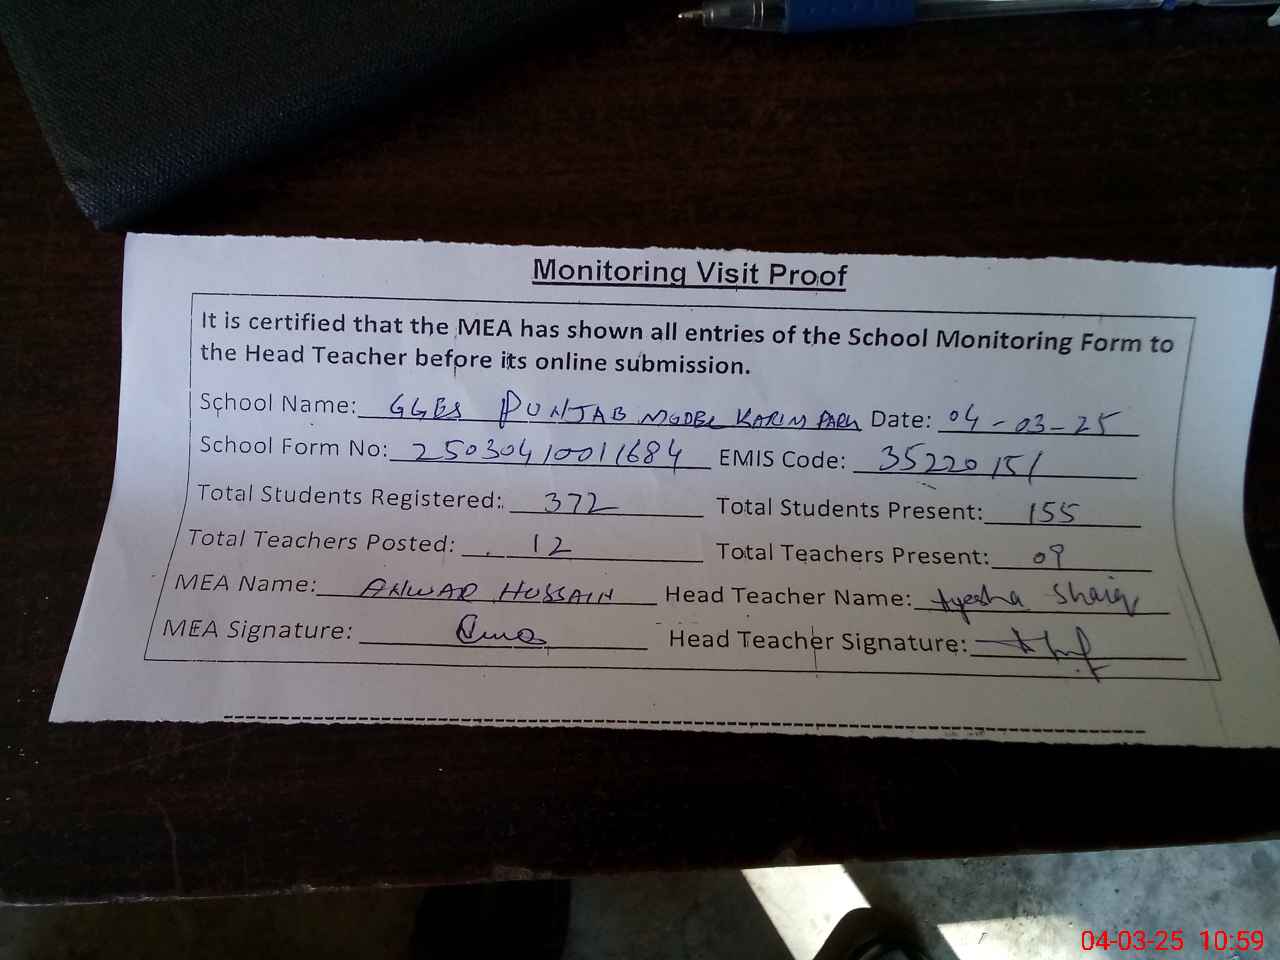 Monitoring Visit Proof
It is certified that the MEA has shown all entries of the School Monitoring Form to
the Head Teacher before its online submission.
School Name: GGES PUNJAB MODEL KARIM PARK Date: 04-03-25
School Form No: 2503041001684 EMIS Code: 35220151
Total Students Registered: 372 Total Students Present: 155
Total Teachers Posted: 12 Total Teachers Present: 09
MEA Name: ANWAR HUSSAIN Head Teacher Name: Ayesha
MEA Signature: Head Teacher Signature:
04-03-25 10:59